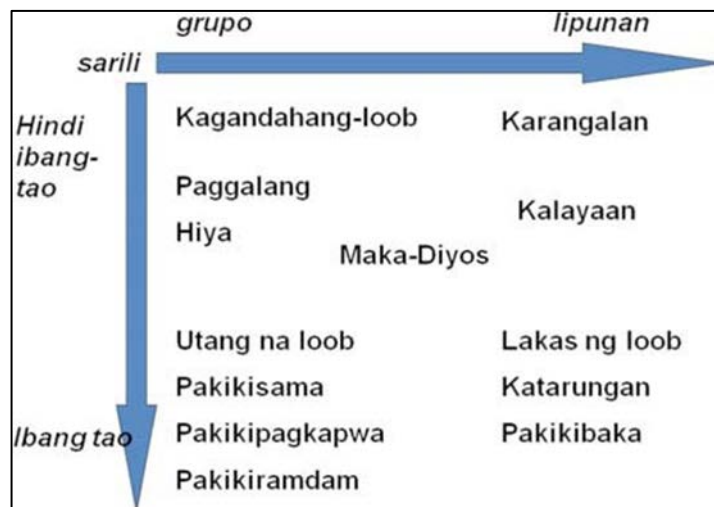 grupo lipunan
sarili
Hindi
ibang-
tao
Kagandahang-loob Karangalan
Paggalang
Kalayaan
Hiya
Maka-Diyos
Utang na loob Lakas ng loob
Pakikisama Katarungan
Ibang tao Pakikipagkapwa Pakikibaka
Pakikiramdam